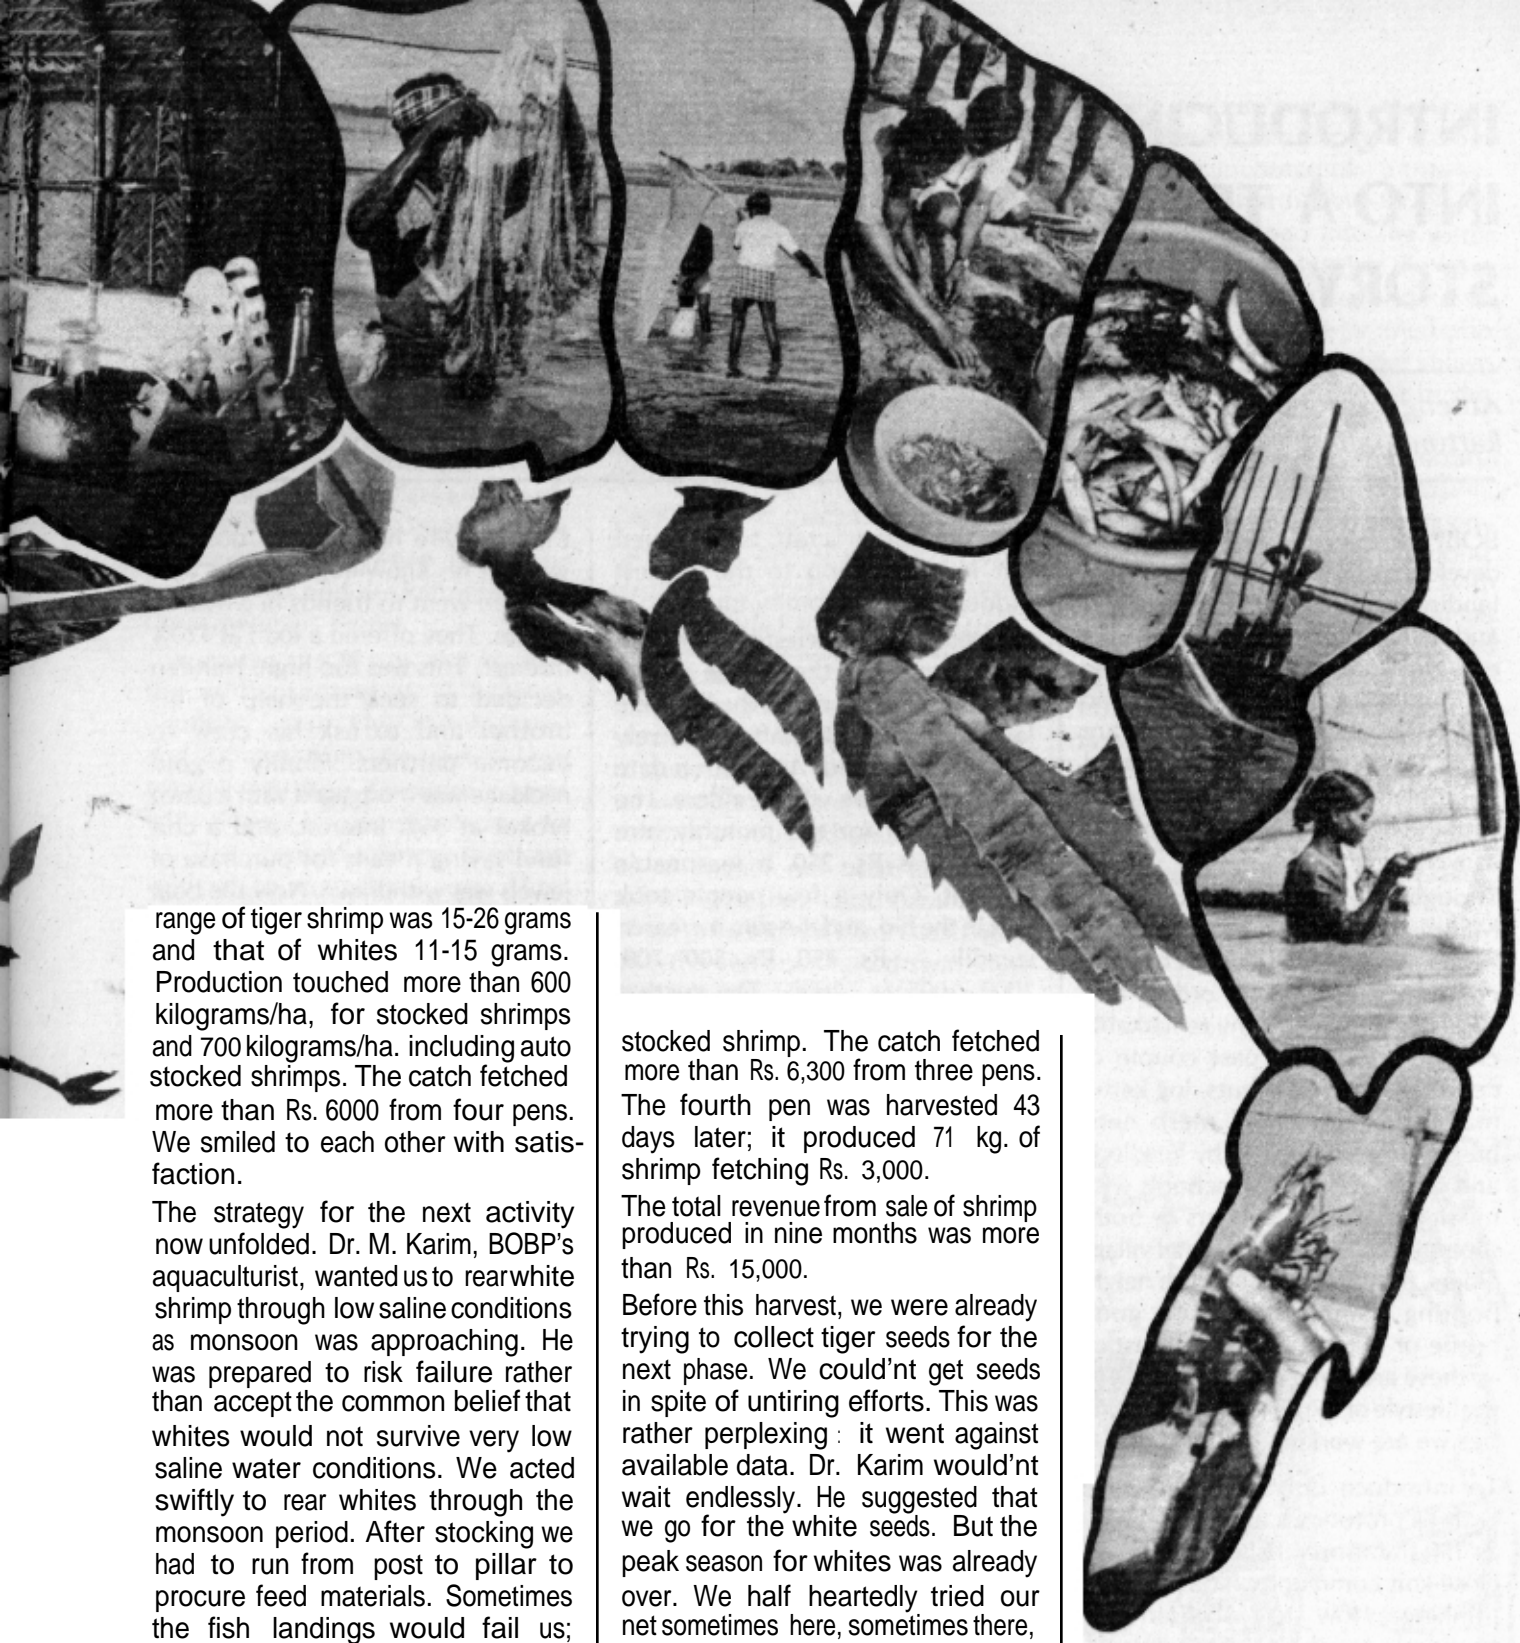 range of tiger shrimp was 15-26 grams
and that of whites 11-15 grams.
Production touched more than 600
kilograms/ha, for stocked shrimps
and 700 kilograms/ha. including auto
stocked shrimps. The catch fetched
more than Rs. 6000 from four pens.
We smiled to each other with satis-
faction.
The strategy for the next activity
now unfolded. Dr. M. Karim, BOBP's
aquaculturist, wanted us to rear white
shrimp through low saline conditions
as monsoon was approaching. He
was prepared to risk failure rather
than accept the common belief that
whites would not survive very low
saline water conditions. We acted
swiftly to rear whites through the
monsoon period. After stocking we
had to run from post to pillar to
procure feed materials. Sometimes
the fish landings would fail us;
stocked shrimp. The catch fetched
more than Rs. 6,300 from three pens.
The fourth pen was harvested 43
days later; it produced 71 kg. of
shrimp fetching Rs. 3,000.
The total revenue from sale of shrimp
produced in nine months was more
than Rs. 15,000.
Before this harvest, we were already
trying to collect tiger seeds for the
next phase. We could'nt get seeds
in spite of untiring efforts. This was
rather perplexing : it went against
available data. Dr. Karim would'nt
wait endlessly. He suggested that
we go for the white seeds. But the
peak season for whites was already
over. We half heartedly tried our
net sometimes here, sometimes there,